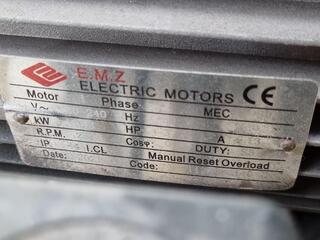 E.M.Z
ELECTRIC MOTORS CE
Motor Phase MEC
V~ Hz
kW HP A
R.P.M. Cosφ: DUTY:
IP I.CL Manual Reset Overload
Date: Code: